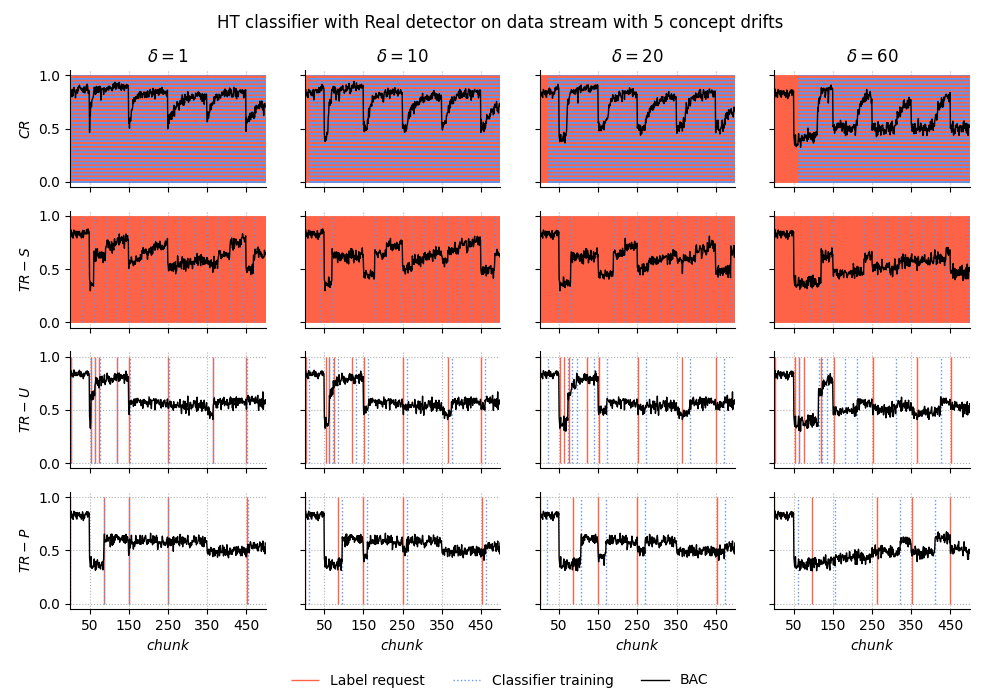 HT classifier with Real detector on data stream with 5 concept drifts
δ = 1 δ = 10 δ = 20 δ = 60
1.0
0.5
0.0
CR
1.0
0.5
0.0
TR − S
1.0
0.5
0.0
TR − U
1.0
0.5
0.0
TR − P
50 150 250 350 450 50 150 250 350 450 50 150 250 350 450 50 150 250 350 450
chunk chunk chunk chunk
Label request Classifier training BAC